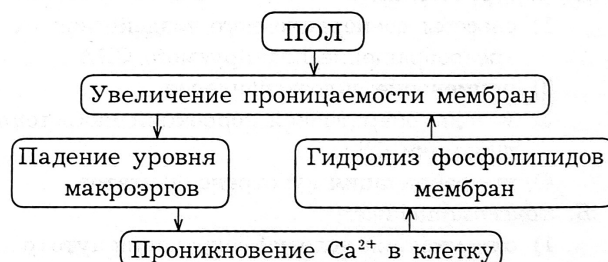 ПОЛ
Увеличение проницаемости мембран
Падение уровня
макроэргов
Гидролиз фосфолипидов
мембран
Проникновение Ca²⁺ в клетку